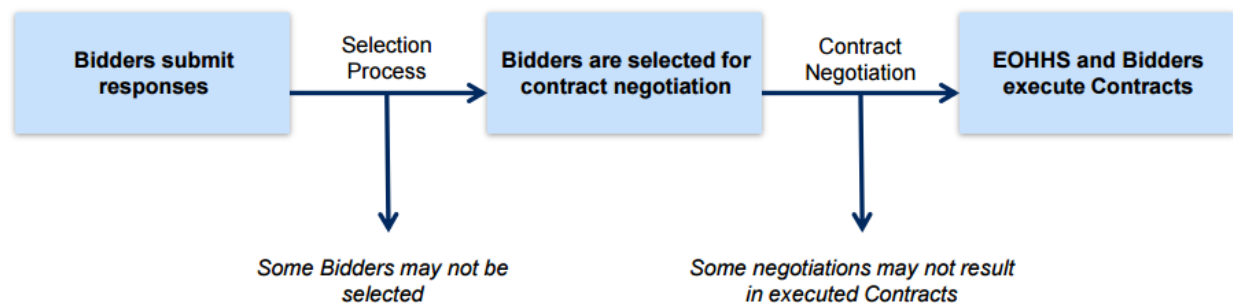 Bidders submit
responses
Selection
Process
Bidders are selected for
contract negotiation
Contract
Negotiation
EOHHS and Bidders
execute Contracts
Some Bidders may not be
selected
Some negotiations may not result
in executed Contracts